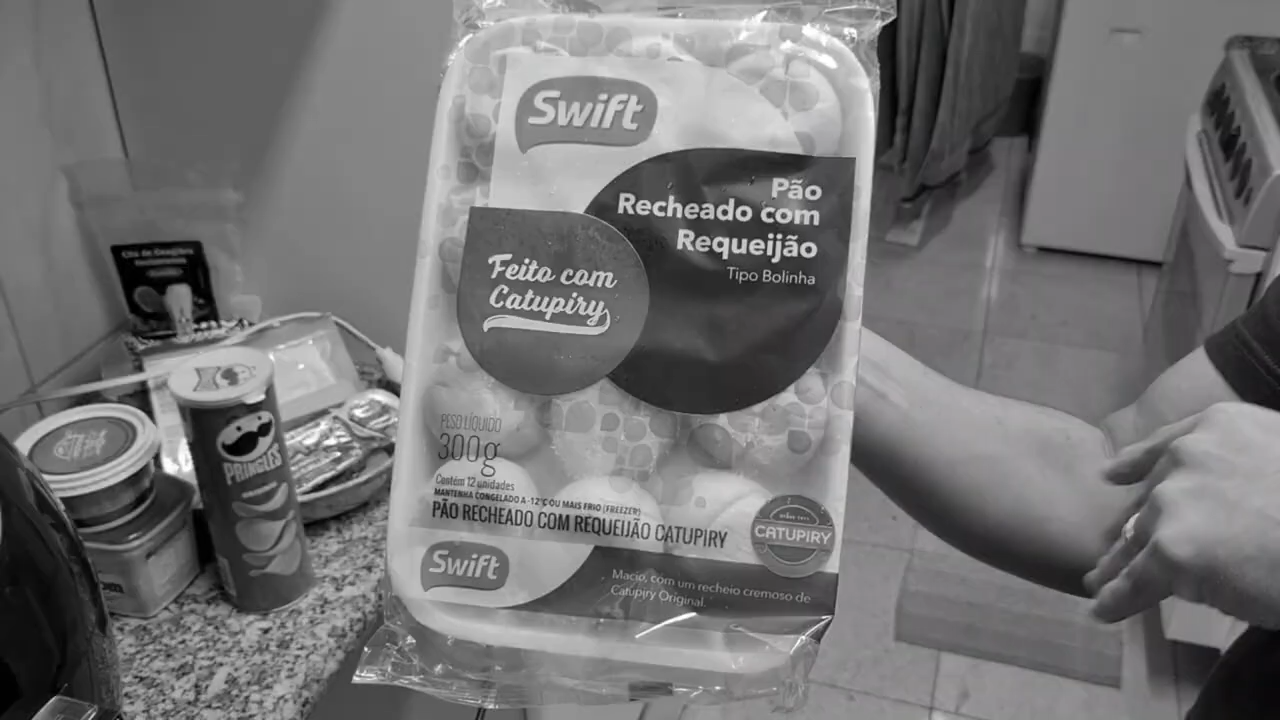 Swift
Pão
Recheado com
Requeijão
Tipo Bolinha
Feito com
Catupiry
PESO LÍQUIDO
300g
Contém 12 unidades
MANTENHA CONGELADO A -12°C OU MAIS FRIO (FREEZER)
PÃO RECHEADO COM REQUEIJÃO CATUPIRY
CATUPIRY
Swift
Macio, com um recheio cremoso de
Catupiry Original.
PRINGLES